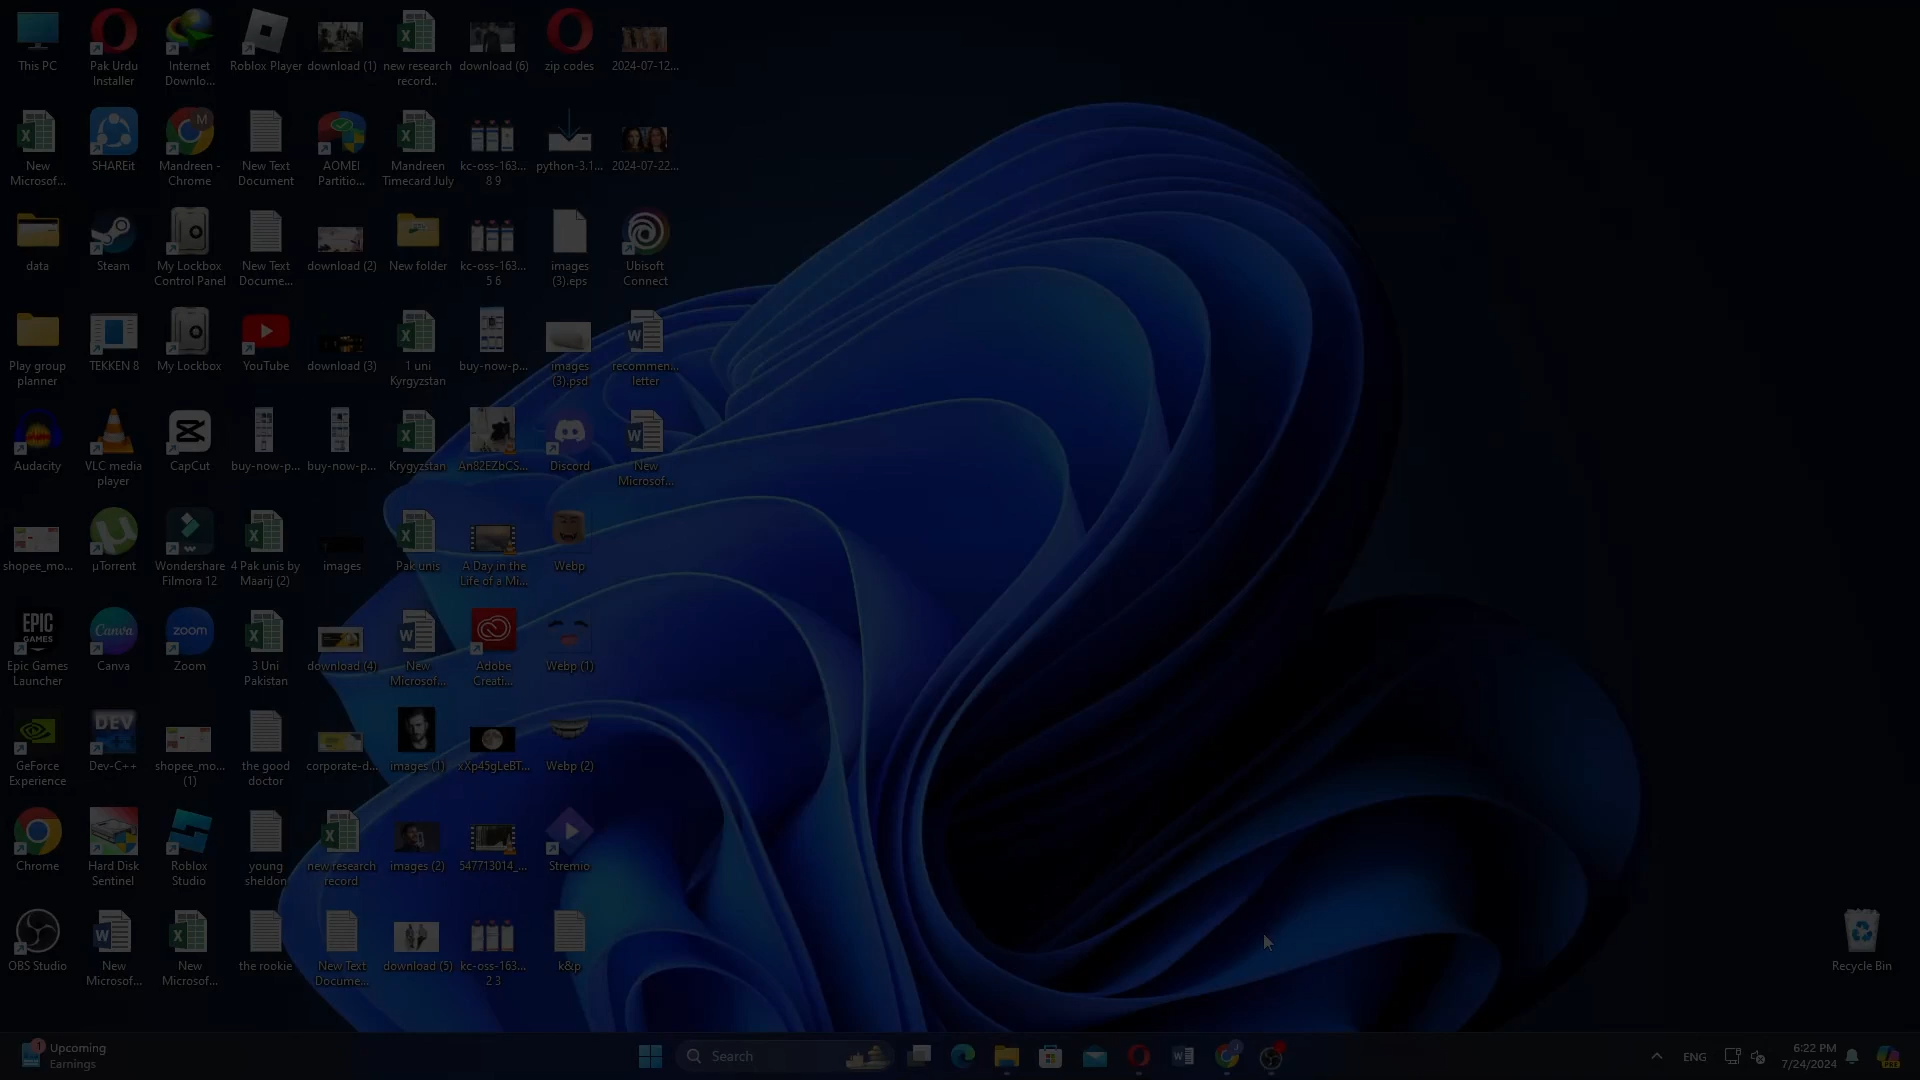 This PC
Pak Urdu
Installer
Internet
Downlo...
Roblox Player
download (1)
new research
record..
download (6)
zip codes
2024-07-12...
New
Microsof...
SHAREit
Mandreen -
Chrome
New Text
Document
AOMEI
Partitio...
Mandreen
Timecard July
kc-oss-163...
8 9
python-3.1...
2024-07-22...
data
Steam
My Lockbox
Control Panel
New Text
Docume...
download (2)
New folder
kc-oss-163...
5 6
images
(3).eps
Ubisoft
Connect
Play group
planner
TEKKEN 8
My Lockbox
YouTube
download (3)
1 uni
Kyrgyzstan
buy-now-p...
images
(3).psd
recommen...
letter
Audacity
VLC media
player
CapCut
buy-now-p...
buy-now-p...
Krygyzstan
An82EZbCS...
Discord
New
Microsof...
shopee_mo...
µTorrent
Wondershare
Filmora 12
4 Pak unis by
Maarij (2)
images
Pak unis
A Day in the
Life of a Mi...
Webp
EPIC
GAMES
Epic Games
Launcher
Canva
Canva
zoom
Zoom
3 Uni
Pakistan
download (4)
New
Microsof...
Adobe
Creati...
Webp (1)
GeForce
Experience
DEV
Dev-C++
shopee_mo...
(1)
the good
doctor
corporate-d...
images (1)
xXp45gLeBT...
Webp (2)
Chrome
Hard Disk
Sentinel
Roblox
Studio
young
sheldon
new research
record
images (2)
547713014_...
Stremio
OBS Studio
New
Microsof...
New
Microsof...
the rookie
New Text
Docume...
download (5)
kc-oss-163...
2 3
k&p
Recycle Bin
1
Upcoming
Earnings
Search
ENG
6:22 PM
7/24/2024